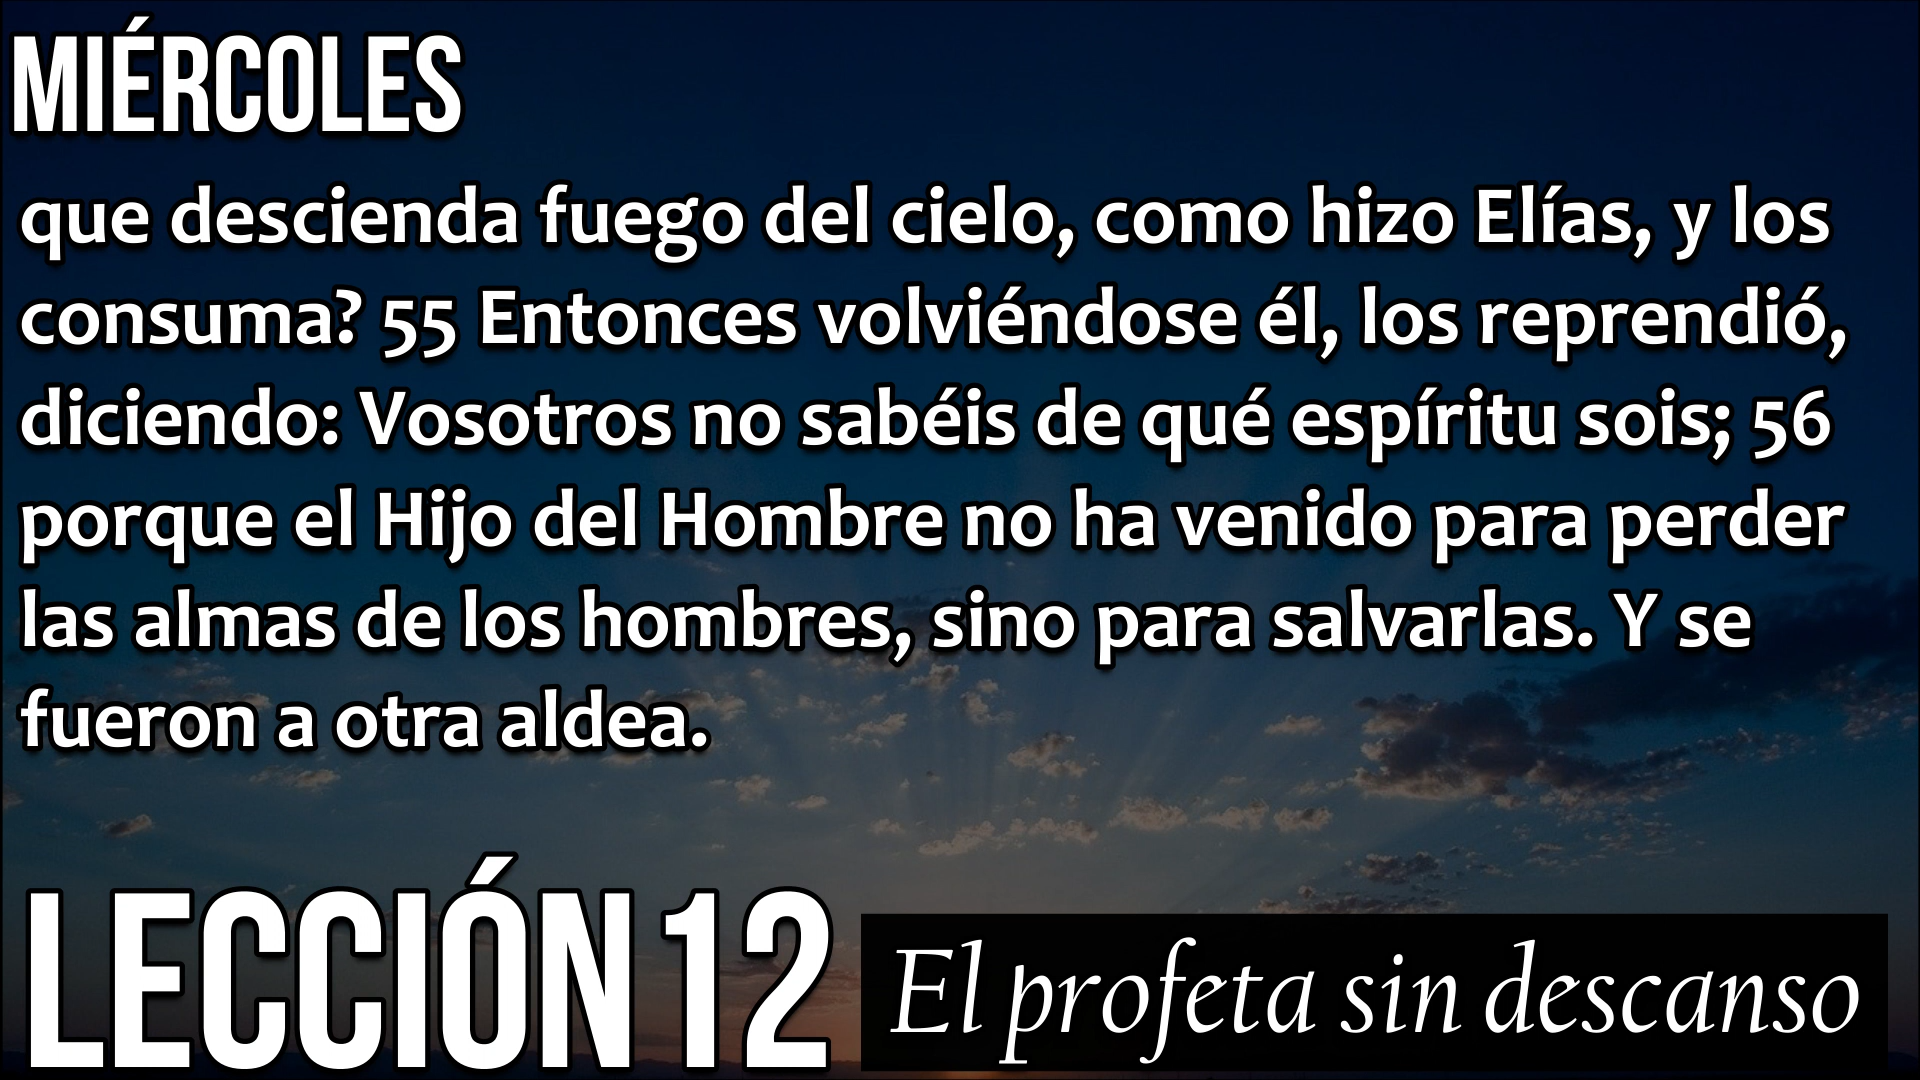 MIÉRCOLES
que descienda fuego del cielo, como hizo Elías, y los
consuma? 55 Entonces volviéndose él, los reprendió,
diciendo: Vosotros no sabéis de qué espíritu sois; 56
porque el Hijo del Hombre no ha venido para perder
las almas de los hombres, sino para salvarlas. Y se
fueron a otra aldea.
LECCIÓN 12
El profeta sin descanso